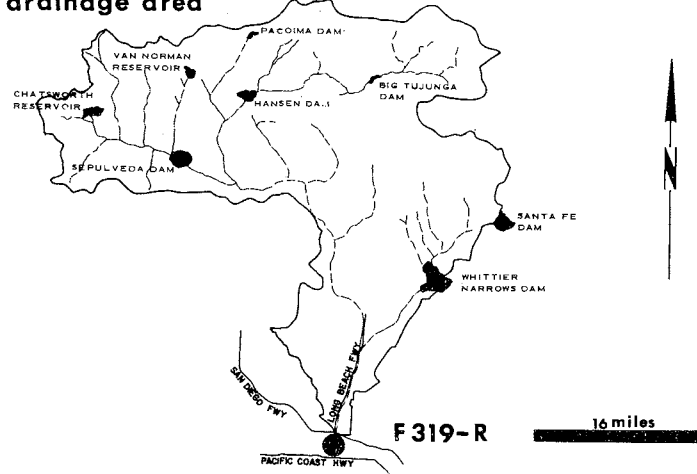 drainage area
PACOIMA DAM
VAN NORMAN
RESERVOIR
CHATSWORTH
RESERVOIR
BIG TUJUNGA
DAM
HANSEN DAM
SEPULVEDA DAM
SANTA FE
DAM
N
WHITTIER
NARROWS DAM
SAN DIEGO FWY
LONG BEACH FWY
F319-R
16 miles
PACIFIC COAST HWY